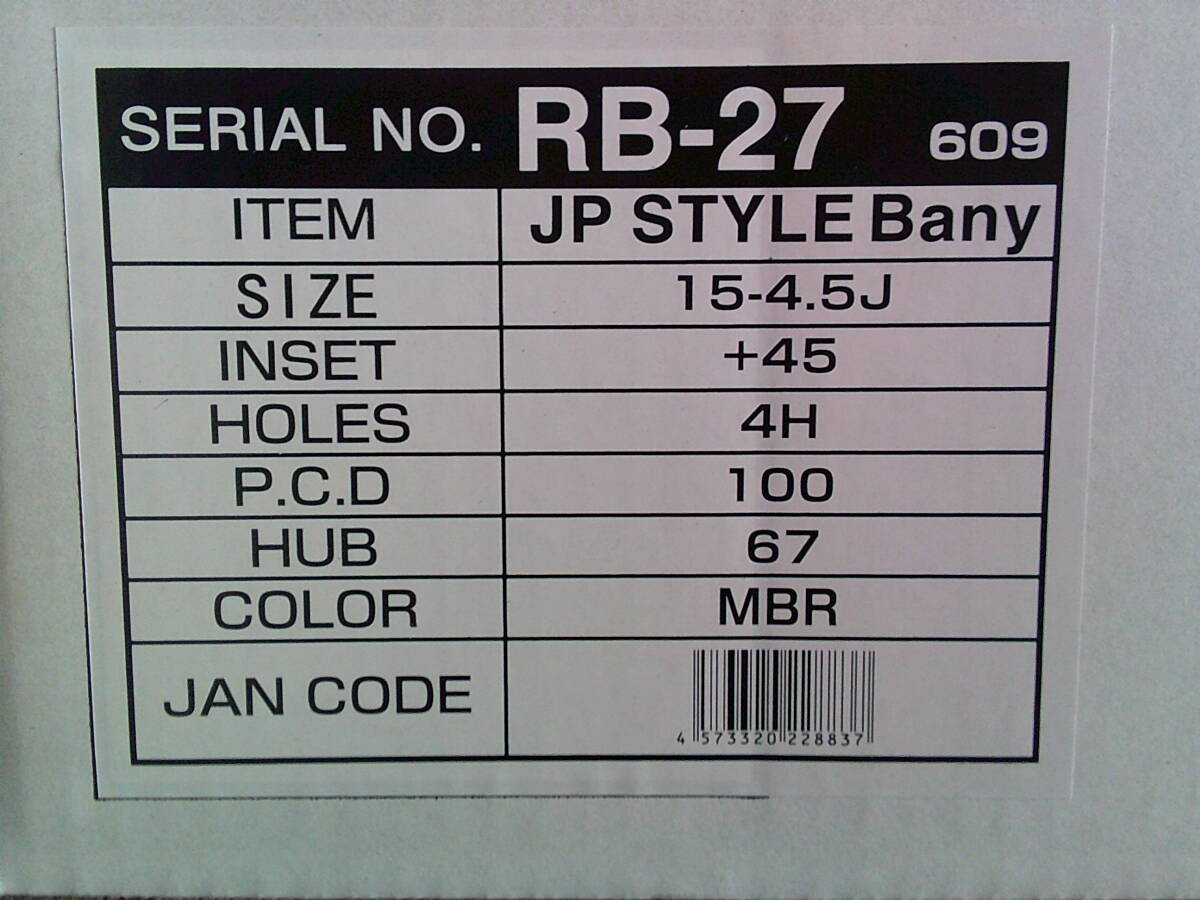 SERIAL NO. RB-27 609
ITEM JP STYLE Bany
SIZE 15-4.5J
INSET +45
HOLES 4H
P.C.D 100
HUB 67
COLOR MBR
JAN CODE
4 573320 228837